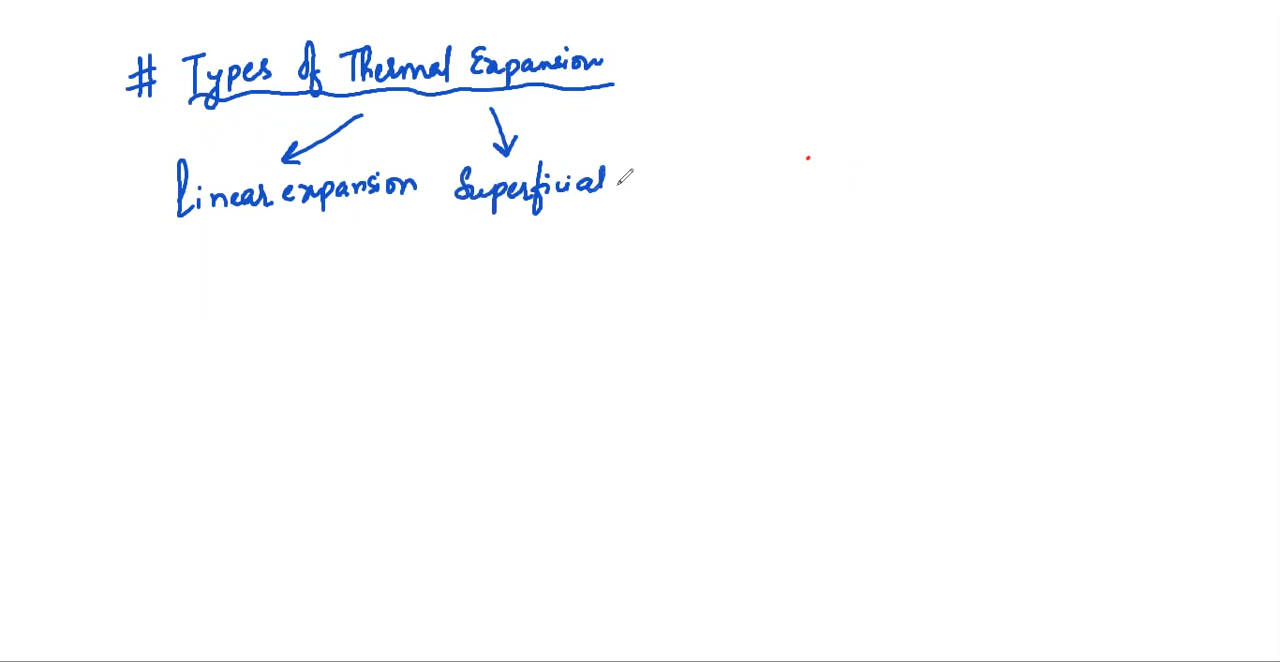 # Types of Thermal Expansion
Linear expansion Superficial